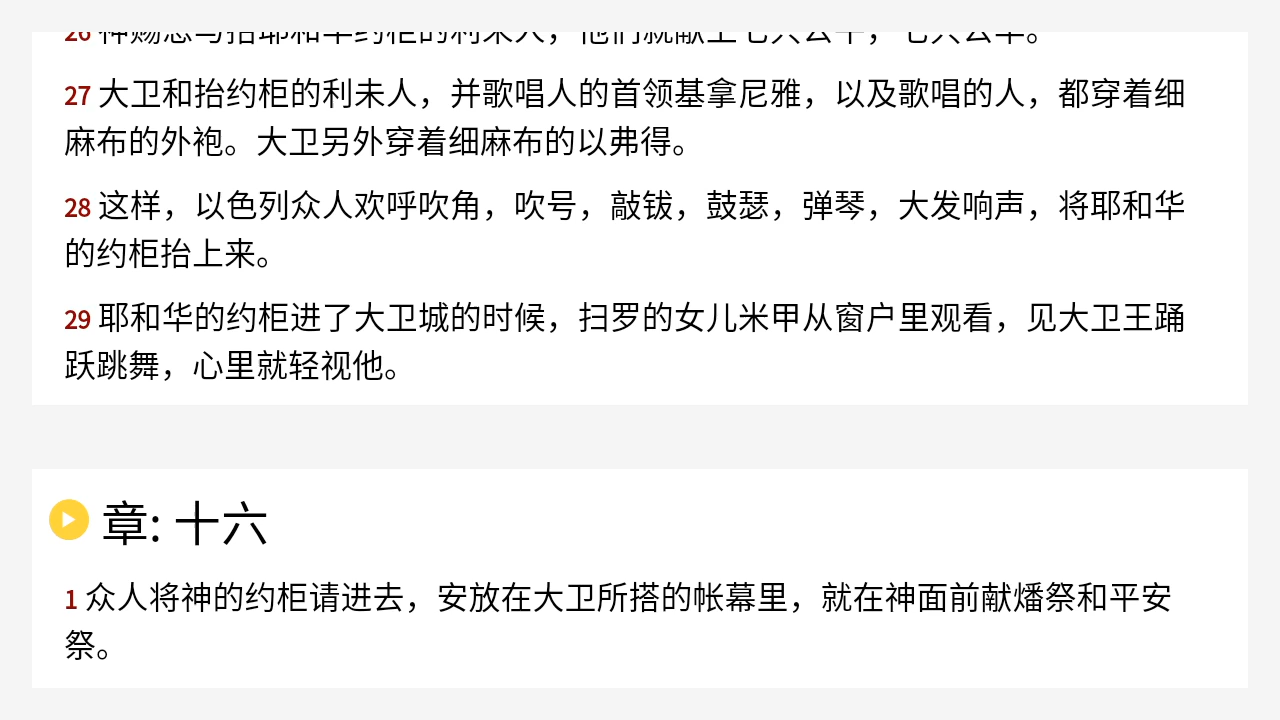 27 大卫和抬约柜的利未人，并歌唱人的首领基拿尼雅，以及歌唱的人，都穿着细
麻布的外袍。大卫另外穿着细麻布的以弗得。
28 这样，以色列众人欢呼吹角，吹号，敲钹，鼓瑟，弹琴，大发响声，将耶和华
的约柜抬上来。
29 耶和华的约柜进了大卫城的时候，扫罗的女儿米甲从窗户里观看，见大卫王踊
跃跳舞，心里就轻视他。
章: 十六
1 众人将神的约柜请进去，安放在大卫所搭的帐幕里，就在神面前献燔祭和平安
祭。